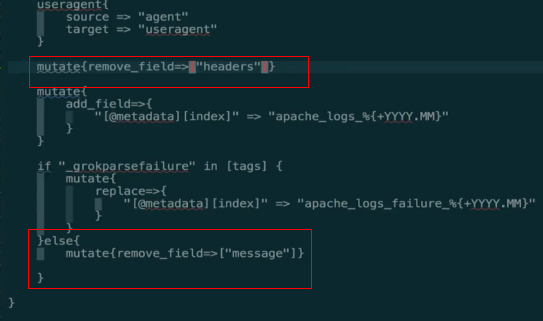 useragent{
source => "agent"
target => "useragent"
}
mutate{remove_field=>["headers"]}
mutate{
add_field=>{
"[@metadata][index]" => "apache_logs_%{+YYYY.MM}"
}
}
if "_grokparsefailure" in [tags] {
mutate{
replace=>{
"[@metadata][index]" => "apache_logs_failure_%{+YYYY.MM}"
}
}
}else{
mutate{remove_field=>["message"]}
}
}